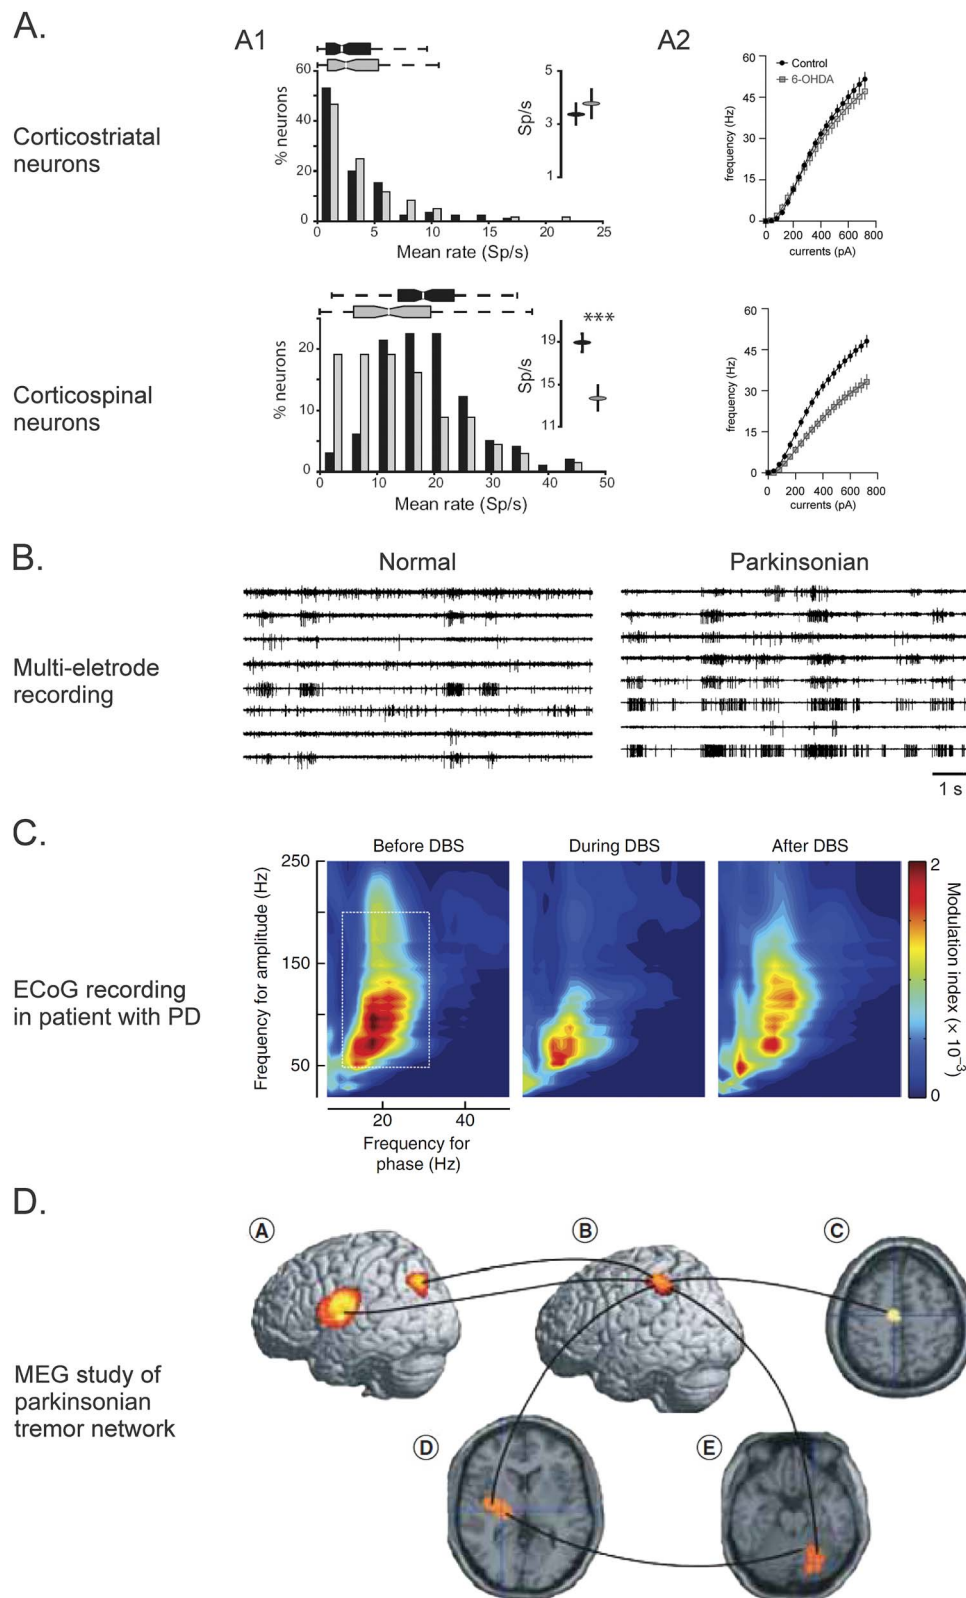 A.
A1
A2
Corticostriatal
neurons
60
40
20
0
% neurons
0
5
10
15
20
25
Mean rate (Sp/s)
5
3
1
Sp/s
Control
6-OHDA
60
45
30
15
0
frequency (Hz)
0
200
400
600
800
currents (pA)
Corticospinal
neurons
20
10
0
% neurons
0
10
20
30
40
50
Mean rate (Sp/s)
***
19
15
11
Sp/s
60
45
30
15
0
frequency (Hz)
0
200
400
600
800
currents (pA)
B.
Normal
Parkinsonian
Multi-eletrode
recording
1 s
C.
Before DBS
During DBS
After DBS
ECoG recording
in patient with PD
250
150
50
Frequency for amplitude (Hz)
20
40
Frequency for
phase (Hz)
2
0
Modulation index (× 10⁻³)
D.
A
B
C
MEG study of
parkinsonian
tremor network
D
E